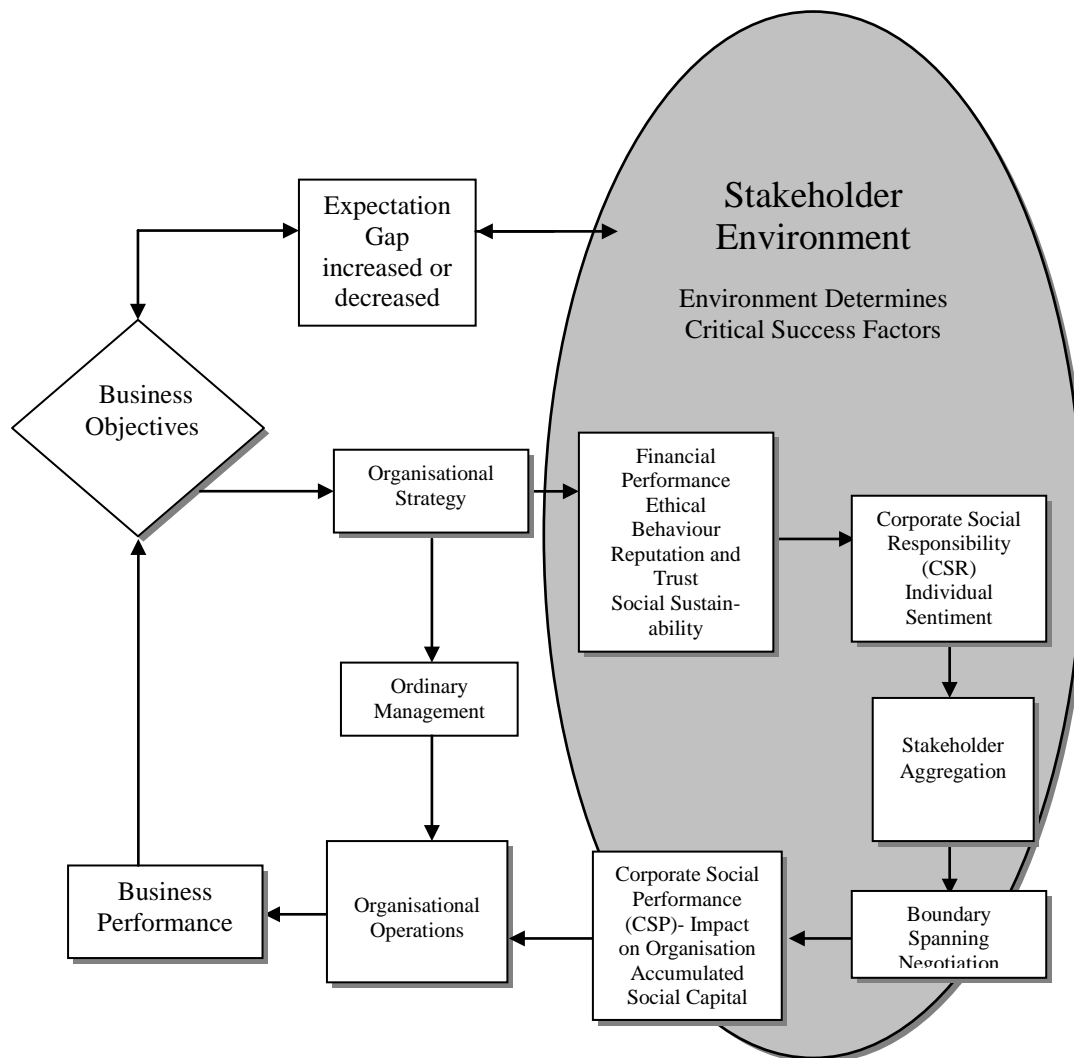 Stakeholder
Environment
Environment Determines
Critical Success Factors
Expectation
Gap
increased or
decreased
Business
Objectives
Organisational
Strategy
Financial
Performance
Ethical
Behaviour
Reputation and
Trust
Social Sustain-
ability
Corporate Social
Responsibility
(CSR)
Individual
Sentiment
Ordinary
Management
Stakeholder
Aggregation
Business
Performance
Organisational
Operations
Corporate Social
Performance
(CSP)- Impact
on Organisation
Accumulated
Social Capital
Boundary
Spanning
Negotiation